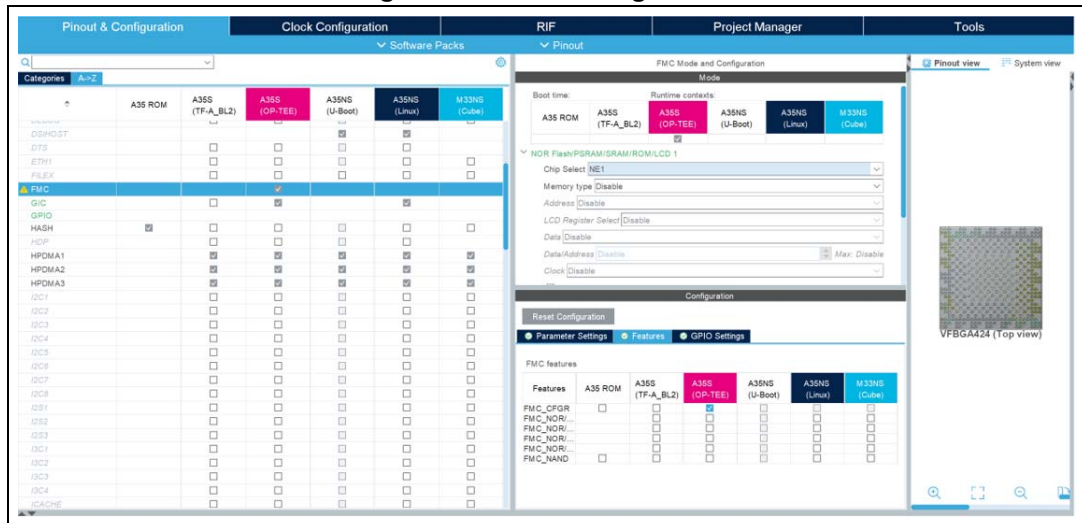 Pinout & Configuration
Clock Configuration
RIF
Project Manager
Tools
Software Packs
Pinout
Categories
A->Z
A35 ROM
A35S (TF-A_BL2)
A35S (OP-TEE)
A35NS (U-Boot)
A35NS (Linux)
M33NS (Cube)
DSIHOST
DTS
ETH1
FILEX
FMC
GIC
GPIO
HASH
HDP
HPDMA1
HPDMA2
HPDMA3
I2C1
I2C2
I2C3
I2C4
I2C5
I2C6
I2C7
I2C8
I2S1
I2S2
I2S3
I3C1
I3C2
I3C3
I3C4
ICACHE
FMC Mode and Configuration
Mode
Boot time:
Runtime contexts:
A35 ROM
A35S (TF-A_BL2)
A35S (OP-TEE)
A35NS (U-Boot)
A35NS (Linux)
M33NS (Cube)
NOR Flash/PSRAM/SRAM/ROM/LCD 1
Chip Select NE1
Memory type Disable
Address Disable
LCD Register Select Disable
Data Disable
Data/Address Disable
Max: Disable
Clock Disable
Configuration
Reset Configuration
Parameter Settings
Features
GPIO Settings
FMC features
Features
A35 ROM
A35S (TF-A_BL2)
A35S (OP-TEE)
A35NS (U-Boot)
A35NS (Linux)
M33NS (Cube)
FMC_CFGR
FMC_NOR/...
FMC_NOR/...
FMC_NOR/...
FMC_NOR/...
FMC_NAND
Pinout view
System view
VFBGA424 (Top view)